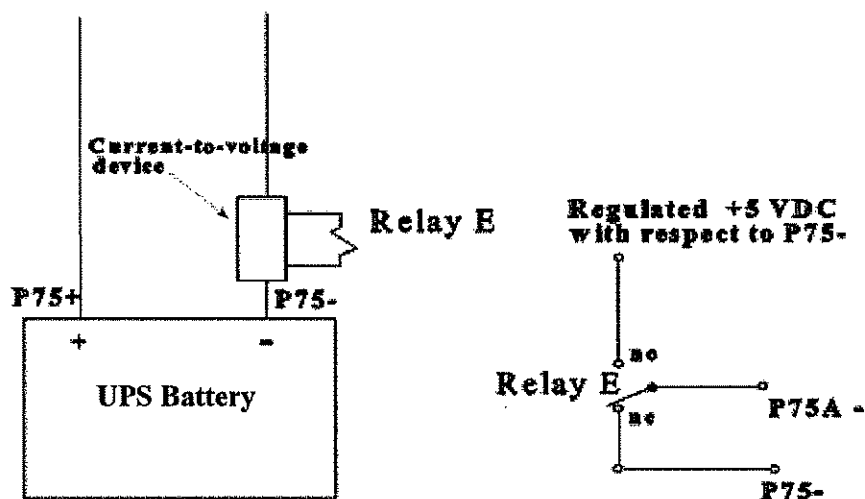 Current-to-voltage
device
Relay E
Regulated +5 VDC
with respect to P75-
P75+
P75-
+
-
UPS Battery
no
Relay E
nc
P75A -
P75-